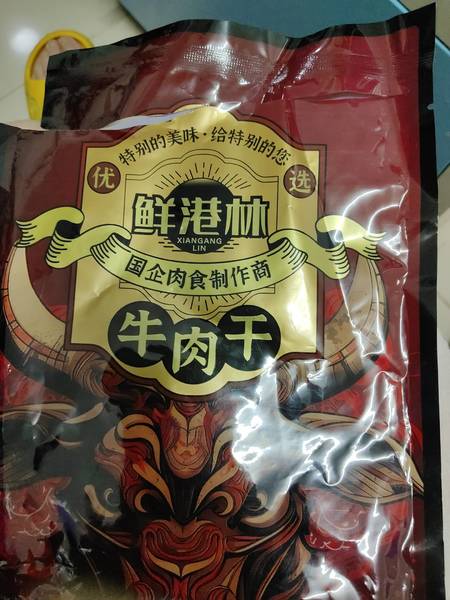 特别的美味·给特别的您
优 选
鲜港林
XIANGANG
LIN
国企肉食制作商
牛肉干